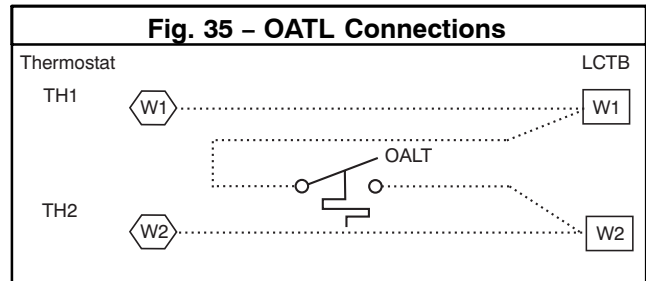 Fig. 35 – OATL Connections
Thermostat LCTB
TH1 W1 W1
OALT
TH2 W2 W2